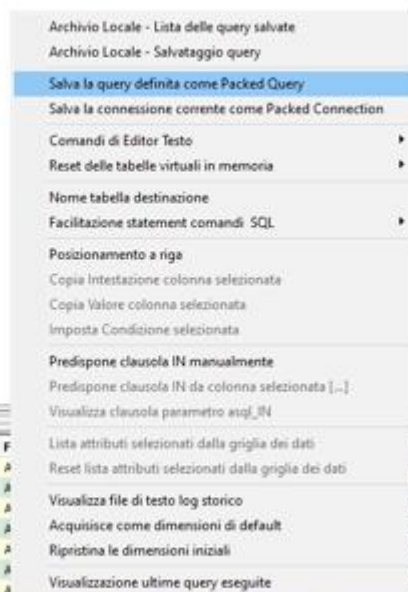 Archivio Locale - Lista delle query salvate
Archivio Locale - Salvataggio query
Salva la query definita come Packed Query
Salva la connessione corrente come Packed Connection
Comandi di Editor Testo
Reset delle tabelle virtuali in memoria
Nome tabella destinazione
Facilitazione statement comandi SQL
Posizionamento a riga
Copia Intestazione colonna selezionata
Copia Valore colonna selezionata
Imposta Condizione selezionata
Predispone clausola IN manualmente
Predispone clausola IN da colonna selezionata [...]
Visualizza clausola parametro asql_IN
Lista attributi selezionati dalla griglia dei dati
Reset lista attributi selezionati dalla griglia dei dati
Visualizza file di testo log storico
Acquisisce come dimensioni di default
Ripristina le dimensioni iniziali
Visualizzazione ultime query eseguite